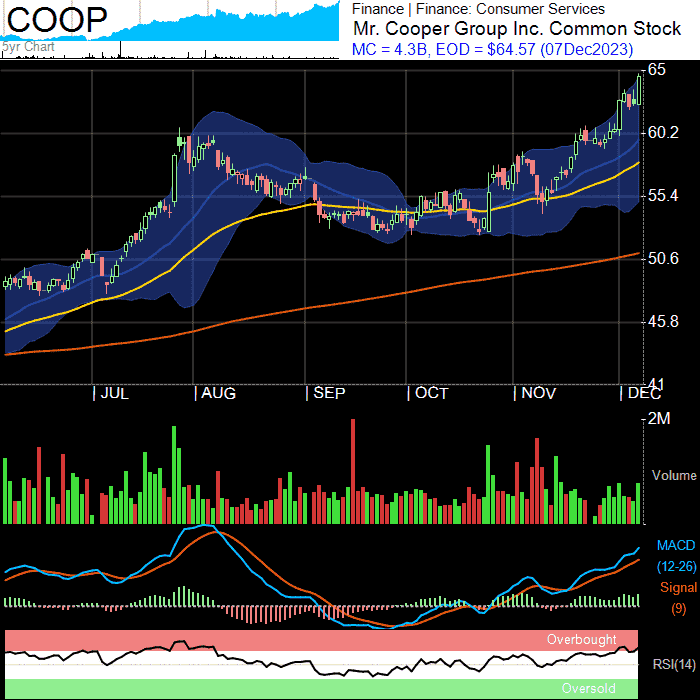 COOP
5yr Chart
Finance | Finance: Consumer Services
Mr. Cooper Group Inc. Common Stock
MC = 4.3B, EOD = $64.57 (07Dec2023)
65
60.2
55.4
50.6
45.8
41
JUL AUG SEP OCT NOV DEC
2M
Volume
MACD
(12-26)
Signal
(9)
Overbought
RSI(14)
Oversold